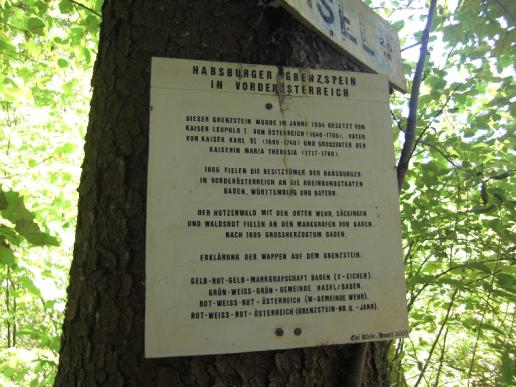 SEL
HABSBURGER GRENZSTEIN
IN VORDERÖSTERREICH
DIESER GRENZSTEIN WURDE IM JAHRE 1684 GESETZT VON
KAISER LEOPOLD I VON ÖSTERREICH (1640-1705), VATER
VON KAISER KARL VI (1685-1740) UND GROSSVATER DER
KAISERIN MARIA THERESIA (1717-1780).
1805 FIELEN DIE BESITZTÜMER DER HABSBURGER
IN VORDERÖSTERREICH AN DIE RHEINBUNDSTAATEN
BADEN, WÜRTTEMBERG UND BAYERN.
DER HOTZENWALD MIT DEN ORTEN WEHR, SÄCKINGEN
UND WALDSHUT FIELEN AN DEN MARKGRAFEN VON BADEN.
NACH 1805 GROSSHERZOGTUM BADEN.
ERKLÄRUNG DER WAPPEN AUF DEM GRENZSTEIN.
GELB-ROT-GELB-MARKGRAFSCHAFT BADEN (F-EICHEN).
GRÜN-WEISS-GRÜN-GEMEINDE HASEL/BADEN.
ROT-WEISS-ROT-ÖSTERREICH (W-GEMEINDE WEHR).
ROT-WEISS-ROT-ÖSTERREICH (GRENZSTEIN-NR.U.-JAHR).
Hasel